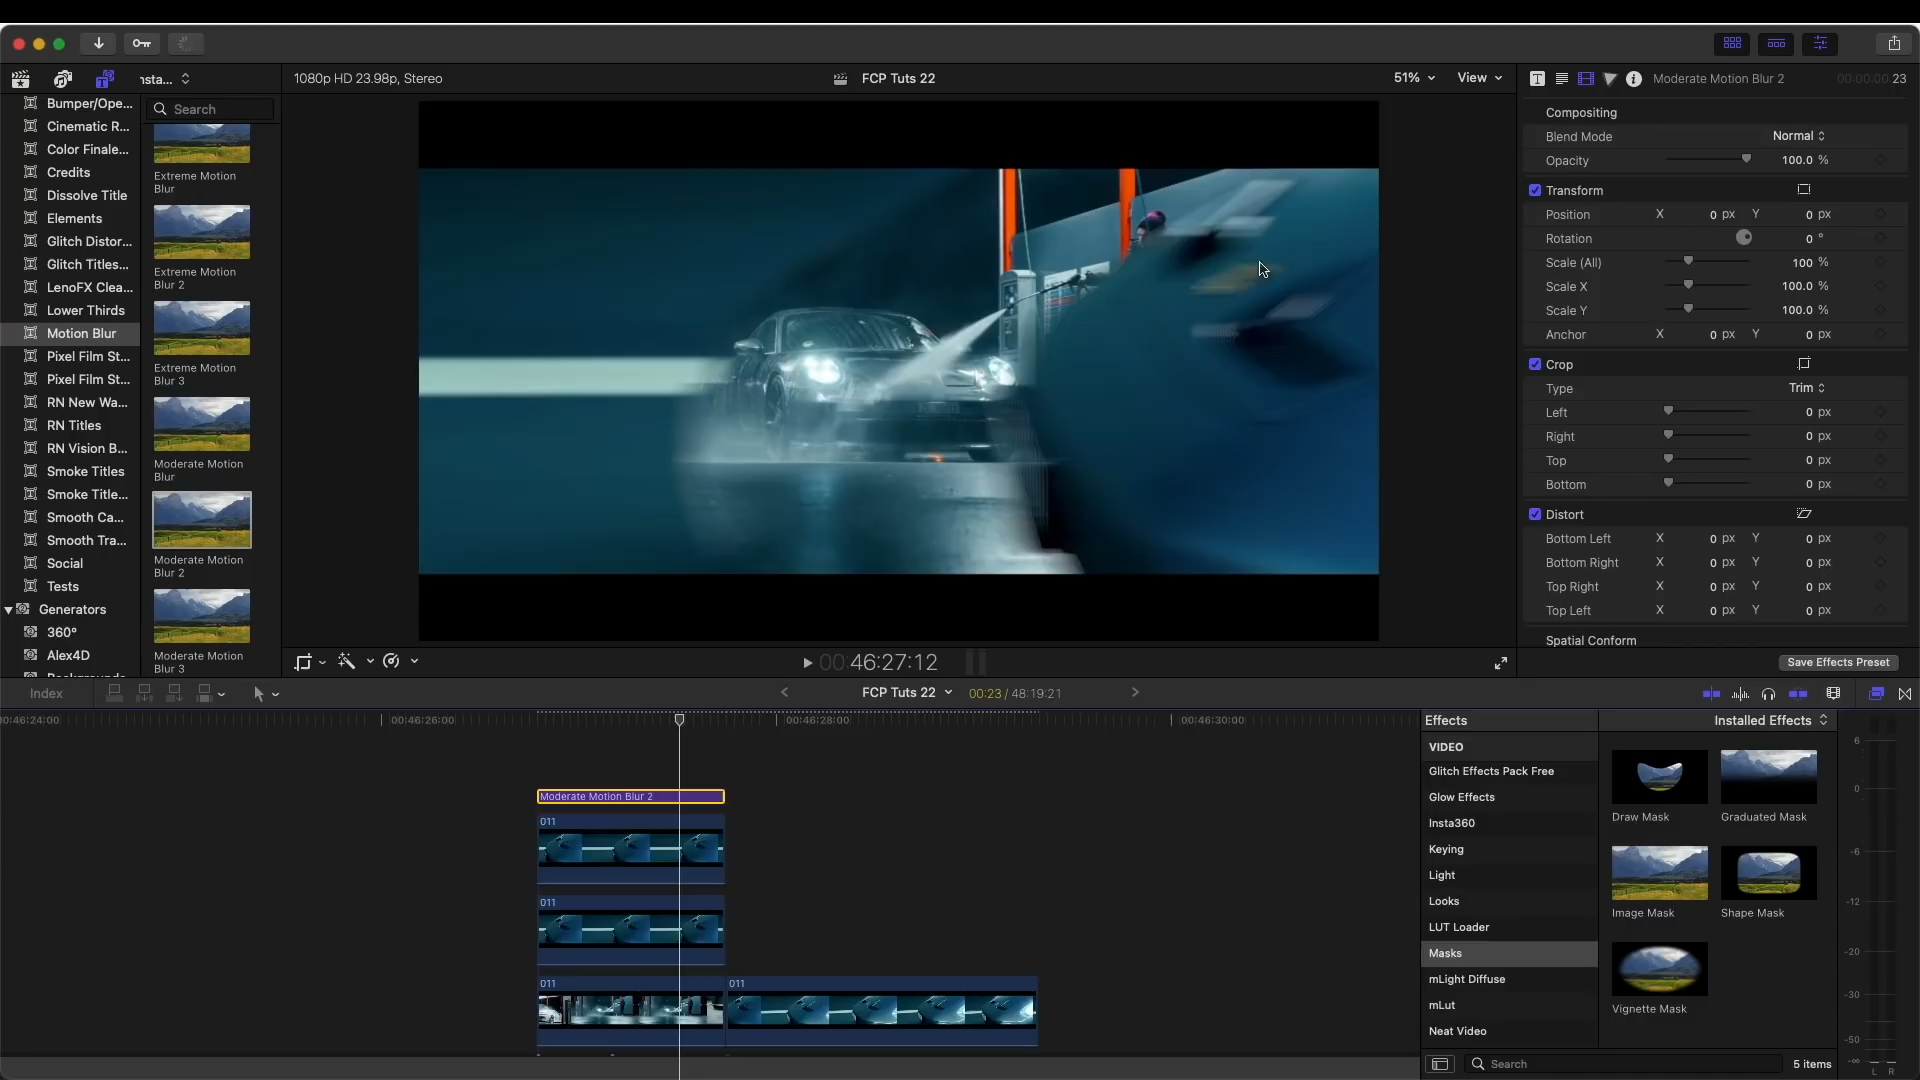 nsta...
1080p HD 23.98p, Stereo
FCP Tuts 22
51%
View
Moderate Motion Blur 2
00:00:00:23
Bumper/Ope...
Cinematic R...
Color Finale...
Credits
Dissolve Title
Elements
Glitch Distor...
Glitch Titles...
LenoFX Clea...
Lower Thirds
Motion Blur
Pixel Film St...
Pixel Film St...
RN New Wa...
RN Titles
RN Vision B...
Smoke Titles
Smoke Title...
Smooth Ca...
Smooth Tra...
Social
Tests
Generators
360°
Alex4D
Search
Extreme Motion
Blur
Extreme Motion
Blur 2
Extreme Motion
Blur 3
Moderate Motion
Blur
Moderate Motion
Blur 2
Moderate Motion
Blur 3
Compositing
Blend Mode Normal
Opacity 100.0 %
Transform
Position X 0 px Y 0 px
Rotation 0 °
Scale (All) 100 %
Scale X 100.0 %
Scale Y 100.0 %
Anchor X 0 px Y 0 px
Crop
Type Trim
Left 0 px
Right 0 px
Top 0 px
Bottom 0 px
Distort
Bottom Left X 0 px Y 0 px
Bottom Right X 0 px Y 0 px
Top Right X 0 px Y 0 px
Top Left X 0 px Y 0 px
Spatial Conform
Save Effects Preset
00:46:27:12
Index
FCP Tuts 22
00:23 / 48:19:21
0:46:24:00
00:46:26:00
00:46:28:00
00:46:30:00
Moderate Motion Blur 2
011
011
011
011
Effects
Installed Effects
VIDEO
Glitch Effects Pack Free
Glow Effects
Insta360
Keying
Light
Looks
LUT Loader
Masks
mLight Diffuse
mLut
Neat Video
Draw Mask
Graduated Mask
Image Mask
Shape Mask
Vignette Mask
Search
5 items
6
0
-6
-12
-20
-30
-50
-∞
L R